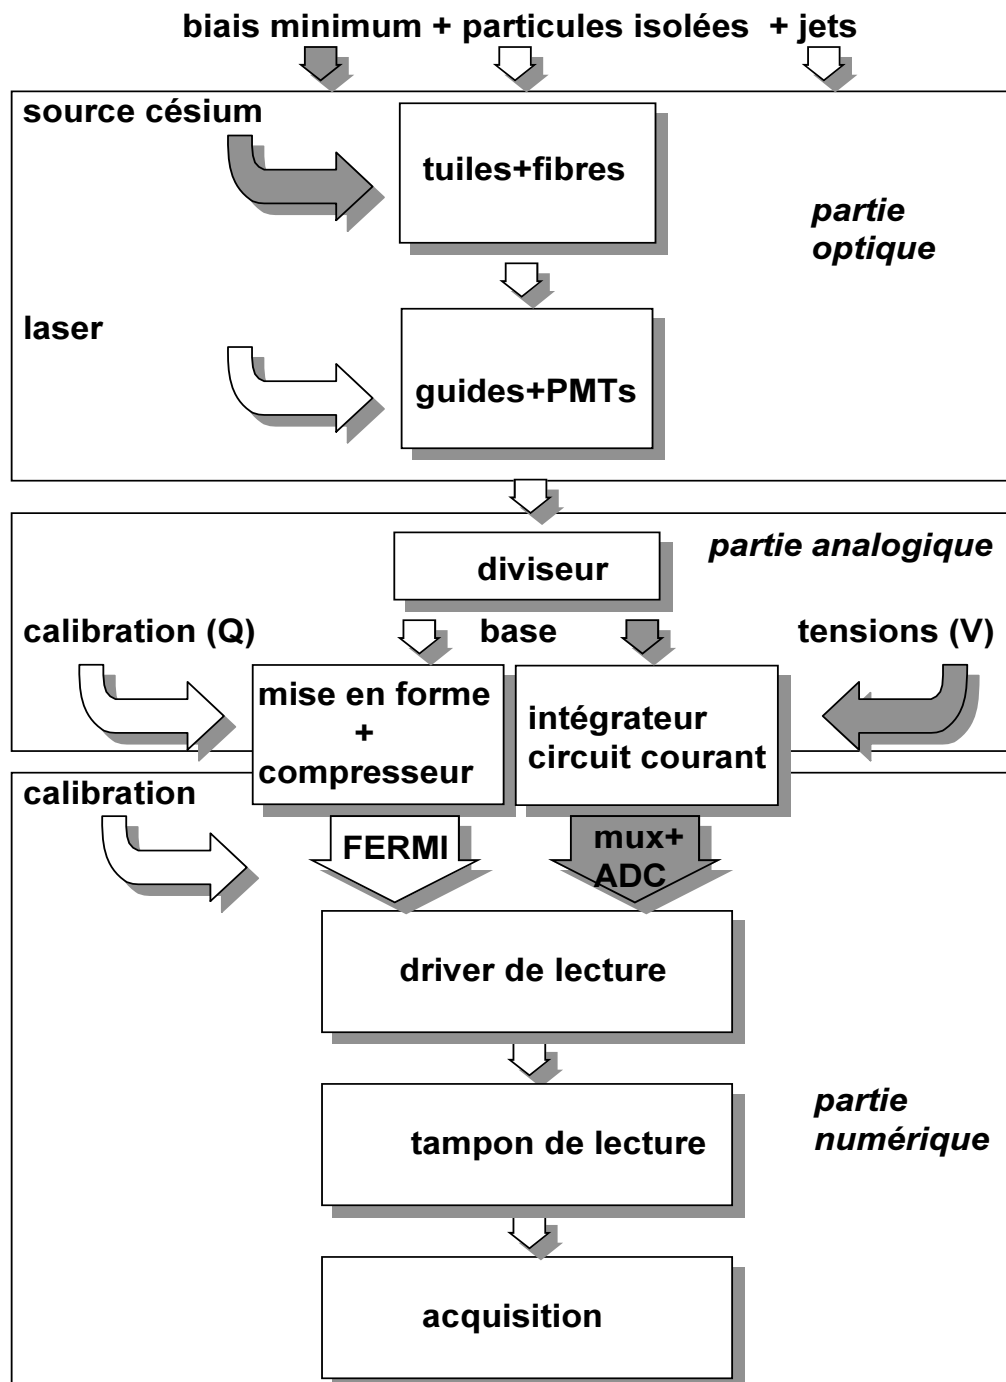 biais minimum + particules isolées + jets
source césium
tuiles+fibres
partie
optique
laser
guides+PMTs
partie analogique
diviseur
calibration (Q)
base
tensions (V)
mise en forme
+
compresseur
intégrateur
circuit courant
calibration
FERMI
mux+
ADC
driver de lecture
tampon de lecture
partie
numérique
acquisition